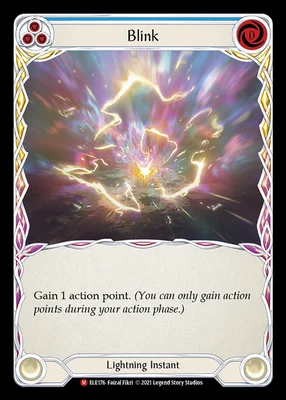 Blink
Gain 1 action point. (You can only gain action
points during your action phase.)
Lightning Instant
M ELE176 Faizal Fikri © 2021 Legend Story Studios